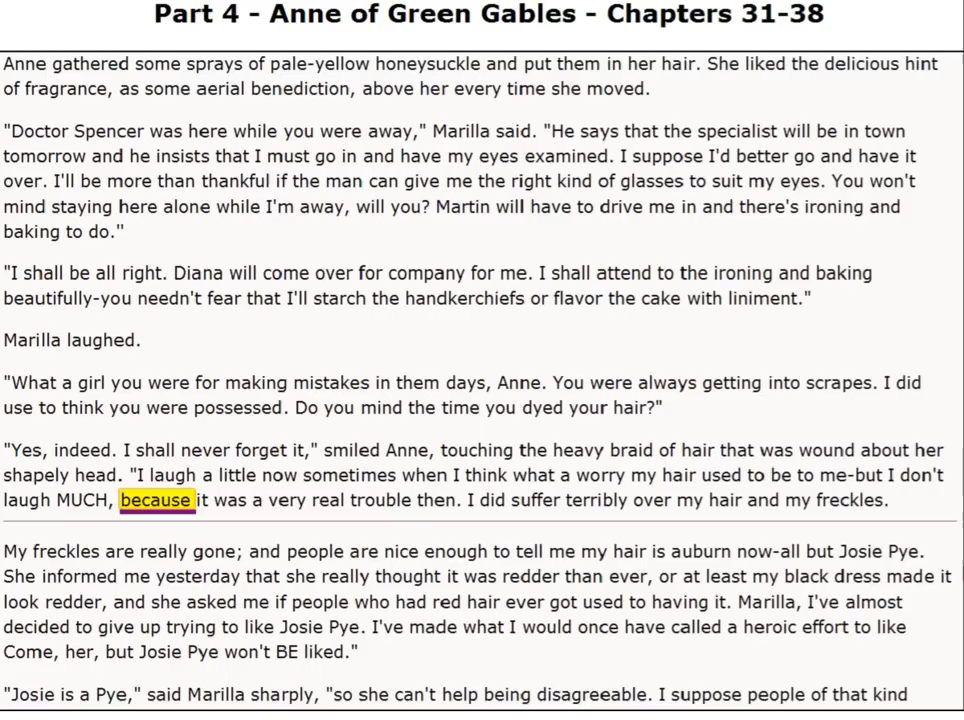 Part 4 - Anne of Green Gables - Chapters 31-38
Anne gathered some sprays of pale-yellow honeysuckle and put them in her hair. She liked the delicious hint
of fragrance, as some aerial benediction, above her every time she moved.
"Doctor Spencer was here while you were away," Marilla said. "He says that the specialist will be in town
tomorrow and he insists that I must go in and have my eyes examined. I suppose I'd better go and have it
over. I'll be more than thankful if the man can give me the right kind of glasses to suit my eyes. You won't
mind staying here alone while I'm away, will you? Martin will have to drive me in and there's ironing and
baking to do."
"I shall be all right. Diana will come over for company for me. I shall attend to the ironing and baking
beautifully-you needn't fear that I'll starch the handkerchiefs or flavor the cake with liniment."
Marilla laughed.
"What a girl you were for making mistakes in them days, Anne. You were always getting into scrapes. I did
use to think you were possessed. Do you mind the time you dyed your hair?"
"Yes, indeed. I shall never forget it," smiled Anne, touching the heavy braid of hair that was wound about her
shapely head. "I laugh a little now sometimes when I think what a worry my hair used to be to me-but I don't
laugh MUCH, because it was a very real trouble then. I did suffer terribly over my hair and my freckles.
My freckles are really gone; and people are nice enough to tell me my hair is auburn now-all but Josie Pye.
She informed me yesterday that she really thought it was redder than ever, or at least my black dress made it
look redder, and she asked me if people who had red hair ever got used to having it. Marilla, I've almost
decided to give up trying to like Josie Pye. I've made what I would once have called a heroic effort to like
Come, her, but Josie Pye won't BE liked."
"Josie is a Pye," said Marilla sharply, "so she can't help being disagreeable. I suppose people of that kind